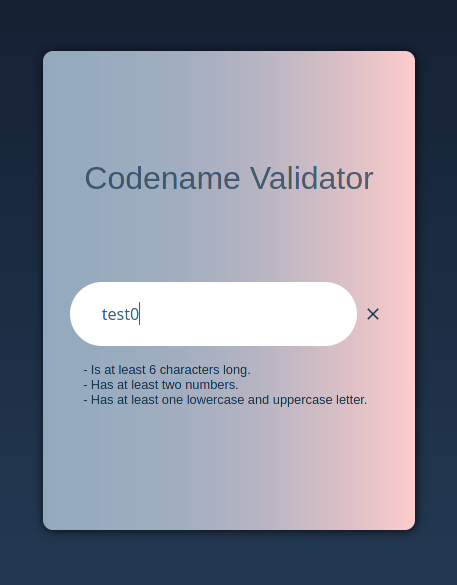 Codename Validator
test0
- Is at least 6 characters long.
- Has at least two numbers.
- Has at least one lowercase and uppercase letter.